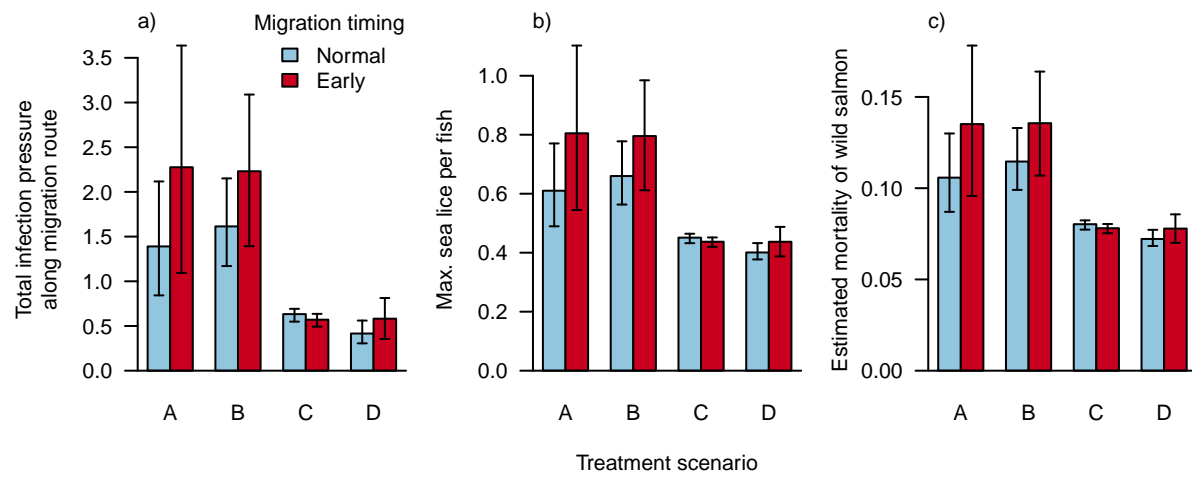 a)
Migration timing
Normal
Early
Total infection pressure
along migration route
3.5
3.0
2.5
2.0
1.5
1.0
0.5
0.0
A B C D
b)
Max. sea lice per fish
1.0
0.8
0.6
0.4
0.2
0.0
A B C D
c)
Estimated mortality of wild salmon
0.15
0.10
0.05
0.00
A B C D
Treatment scenario